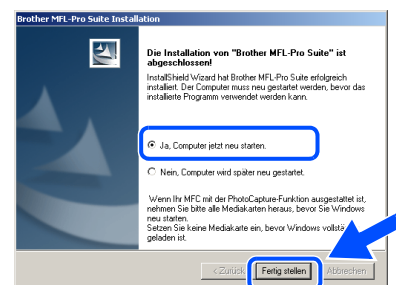 Brother MFL-Pro Suite Installation
Die Installation von "Brother MFL-Pro Suite" ist
abgeschlossen!
InstallShield Wizard hat Brother MFL-Pro Suite erfolgreich
installiert. Der Computer muss neu gestartet werden, bevor das
installierte Programm verwendet werden kann.
Ja, Computer jetzt neu starten.
Nein, Computer wird später neu gestartet.
Wenn Ihr MFC mit der PhotoCapture-Funktion ausgestattet ist,
nehmen Sie bitte alle Mediakarten heraus, bevor Sie Windows
neu starten.
Setzen Sie keine Mediakarte ein, bevor Windows vollstä
geladen ist.
< Zurück Fertig stellen Abbrechen